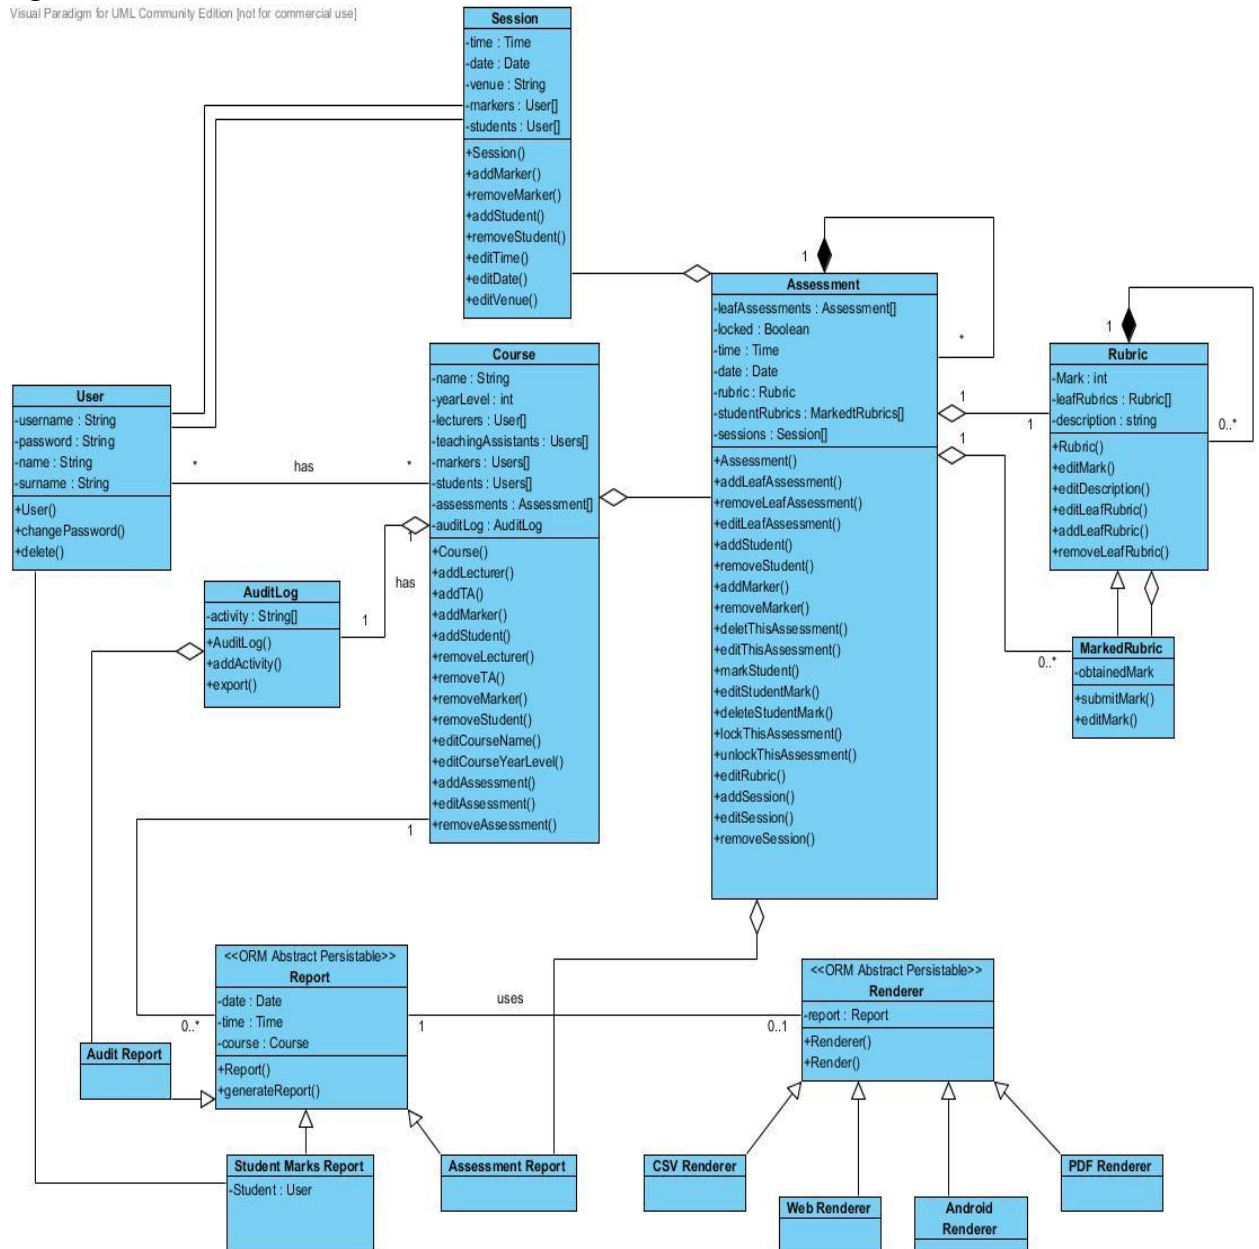 Visual Paradigm for UML Community Edition [not for commercial use]
Session
-time : Time
-date : Date
-venue : String
-markers : User[]
-students : User[]
+Session()
+addMarker()
+removeMarker()
+addStudent()
+removeStudent()
+editTime()
+editDate()
+editVenue()
1
Assessment
-leafAssessments : Assessment[]
-locked : Boolean
-time : Time
-date : Date
-rubric : Rubric
-studentRubrics : MarkedtRubrics[]
-sessions : Session[]
+Assessment()
+addLeafAssessment()
+removeLeafAssessment()
+editLeafAssessment()
+addStudent()
+removeStudent()
+addMarker()
+removeMarker()
+deletThisAssessment()
+editThisAssessment()
+markStudent()
+editStudentMark()
+deleteStudentMark()
+lockThisAssessment()
+unlockThisAssessment()
+editRubric()
+addSession()
+editSession()
+removeSession()
*
1
1
1
0..*
1
Rubric
-Mark : int
-leafRubrics : Rubric[]
-description : string
+Rubric()
+editMark()
+editDescription()
+editLeafRubric()
+addLeafRubric()
+removeLeafRubric()
0..*
MarkedRubric
-obtainedMark
+submitMark()
+editMark()
Course
-name : String
-yearLevel : int
-lecturers : User[]
-teachingAssistants : Users[]
-markers : Users[]
-students : Users[]
-assessments : Assessment[]
-auditLog : AuditLog
+Course()
+addLecturer()
+addTA()
+addMarker()
+addStudent()
+removeLecturer()
+removeTA()
+removeMarker()
+removeStudent()
+editCourseName()
+editCourseYearLevel()
+addAssessment()
+editAssessment()
+removeAssessment()
User
-username : String
-password : String
-name : String
-surname : String
+User()
+changePassword()
+delete()
* has *
1
has
1
AuditLog
-activity : String[]
+AuditLog()
+addActivity()
+export()
1
0..*
<<ORM Abstract Persistable>>
Report
-date : Date
-time : Time
-course : Course
+Report()
+generateReport()
uses
1 0..1
<<ORM Abstract Persistable>>
Renderer
-report : Report
+Renderer()
+Render()
Audit Report
Student Marks Report
-Student : User
Assessment Report
CSV Renderer
Web Renderer
Android
Renderer
PDF Renderer